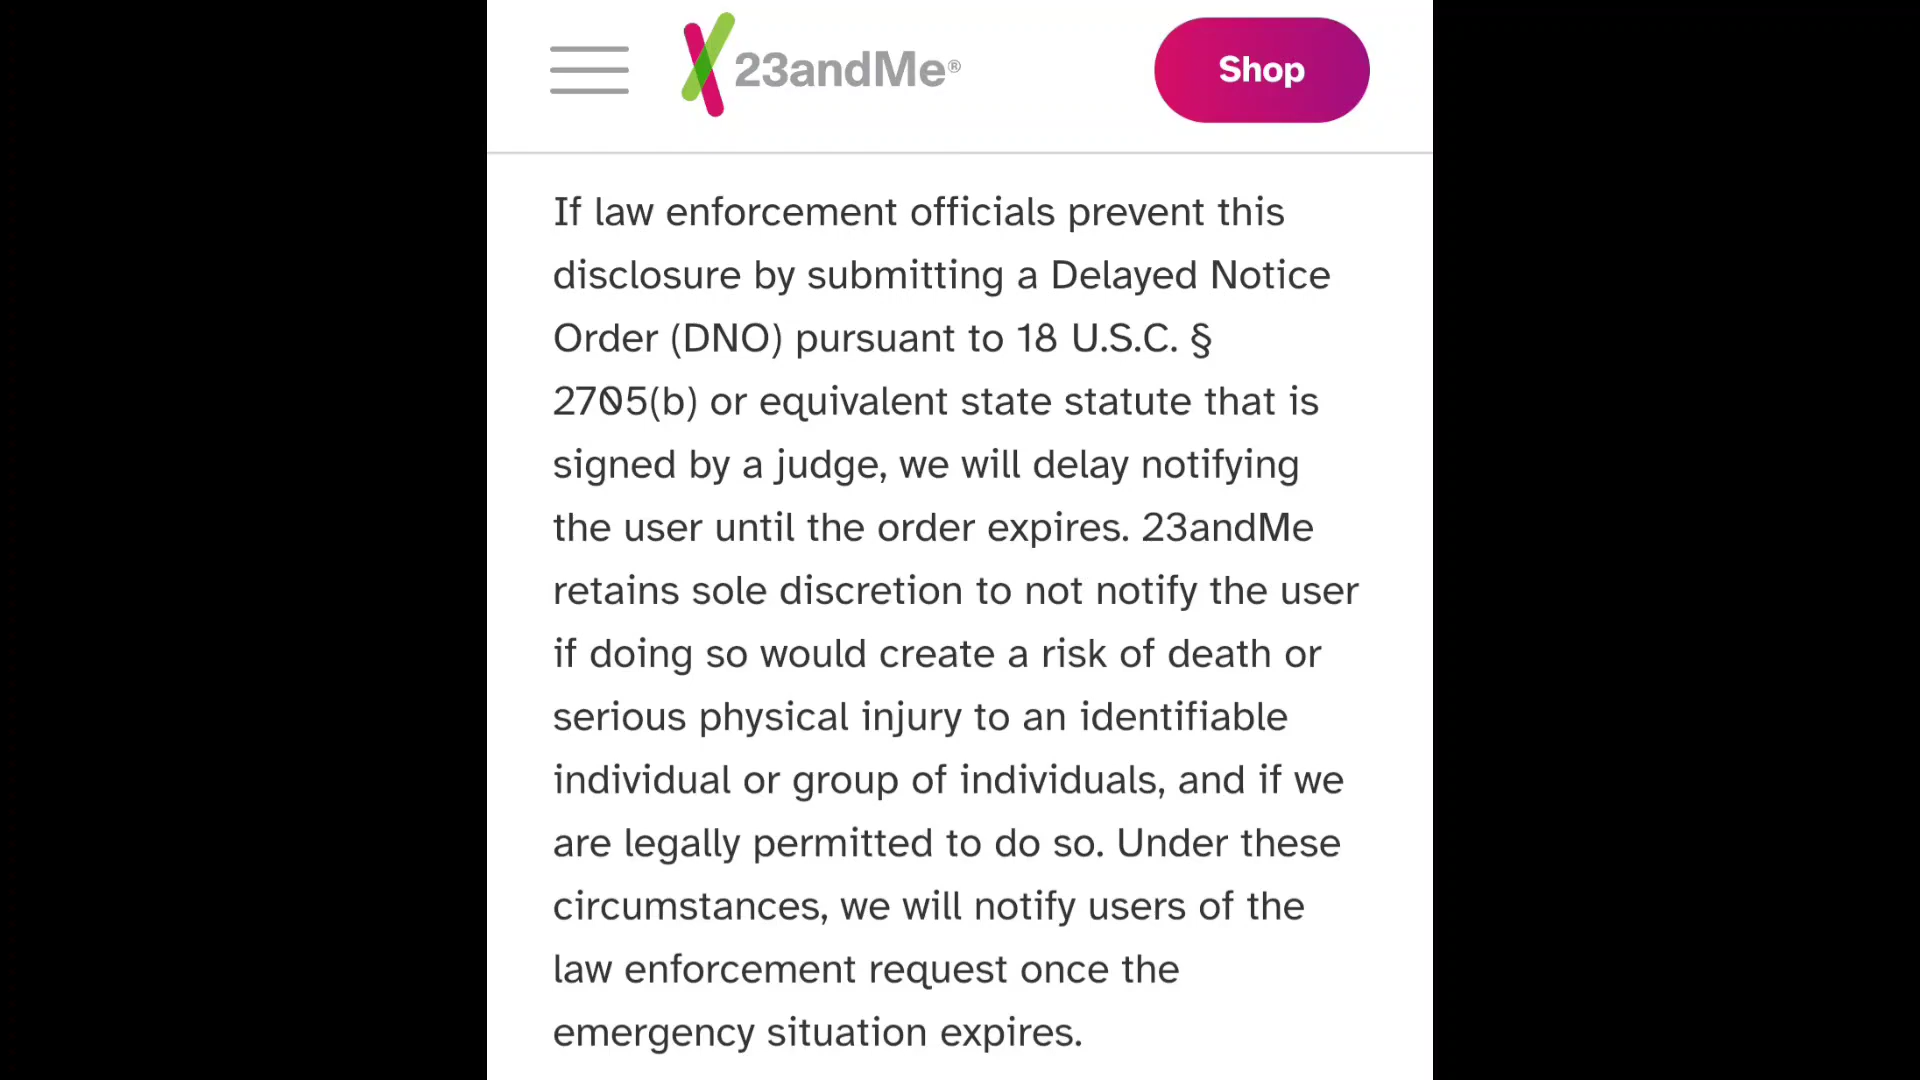 23andMe®
Shop
If law enforcement officials prevent this
disclosure by submitting a Delayed Notice
Order (DNO) pursuant to 18 U.S.C. §
2705(b) or equivalent state statute that is
signed by a judge, we will delay notifying
the user until the order expires. 23andMe
retains sole discretion to not notify the user
if doing so would create a risk of death or
serious physical injury to an identifiable
individual or group of individuals, and if we
are legally permitted to do so. Under these
circumstances, we will notify users of the
law enforcement request once the
emergency situation expires.